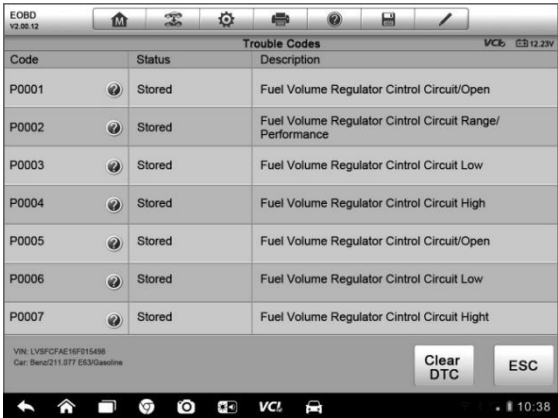 EOBD
V2.00.12
Trouble Codes
VCI 12.23V
Code Status Description
P0001 Stored Fuel Volume Regulator Cintrol Circuit/Open
P0002 Stored Fuel Volume Regulator Cintrol Circuit Range/
Performance
P0003 Stored Fuel Volume Regulator Cintrol Circuit Low
P0004 Stored Fuel Volume Regulator Cintrol Circuit High
P0005 Stored Fuel Volume Regulator Cintrol Circuit/Open
P0006 Stored Fuel Volume Regulator Cintrol Circuit Low
P0007 Stored Fuel Volume Regulator Cintrol Circuit Hight
VIN: LVSFCFAE16F015498
Car: Benz/211.077 E63/Gasoline
Clear
DTC
ESC
VCI
10:38